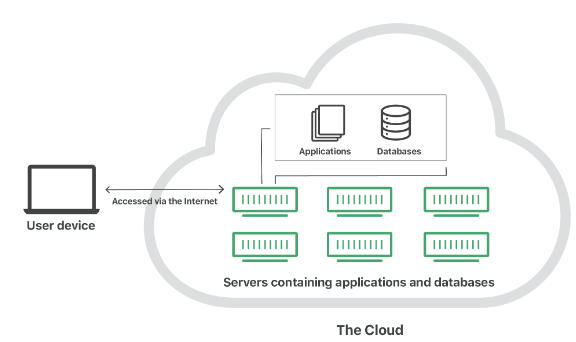 Applications
Databases
Accessed via the Internet
User device
Servers containing applications and databases
The Cloud